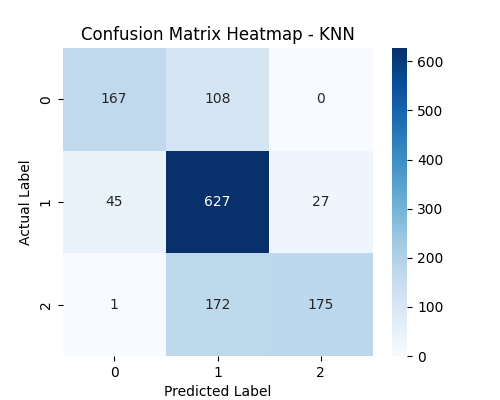 Confusion Matrix Heatmap - KNN
600
500
400
300
200
100
0
Actual Label
0
167 108 0
1
45 627 27
2
1 172 175
0 1 2
Predicted Label